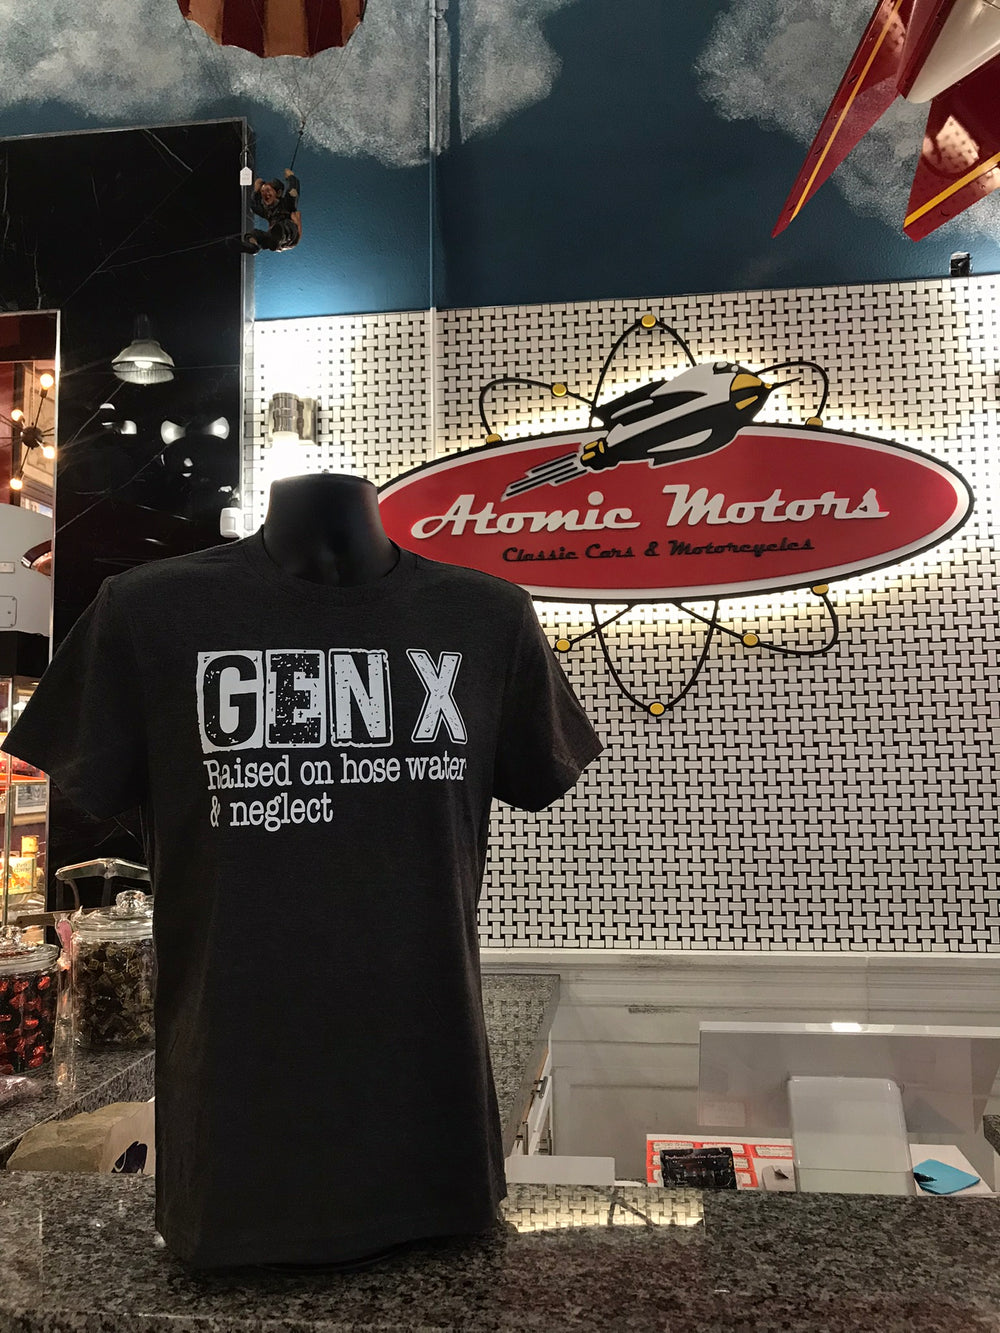 Atomic Motors
Classic Cars & Motorcycles
GEN X
Raised on hose water
& neglect